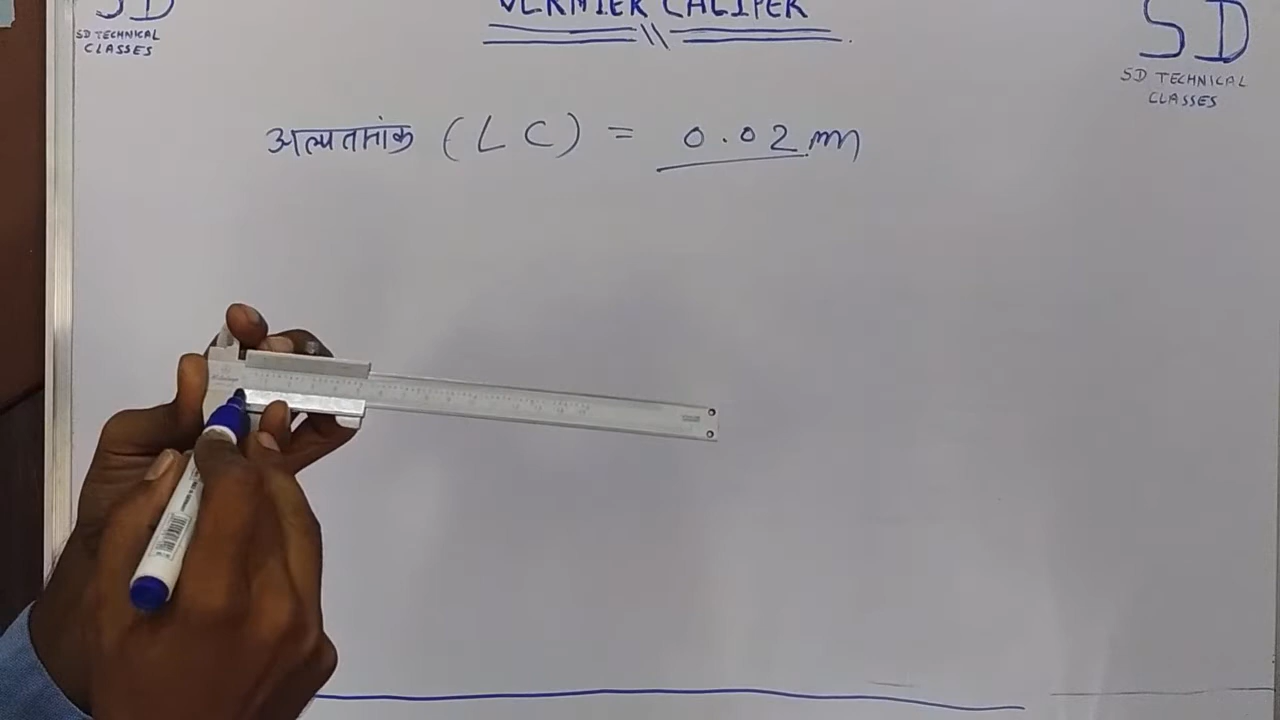 SD
VERNIER CALIPER
SD
SD TECHNICAL
CLASSES
SD TECHNICAL
CLASSES
अल्पतमांक (LC) = 0.02 mm